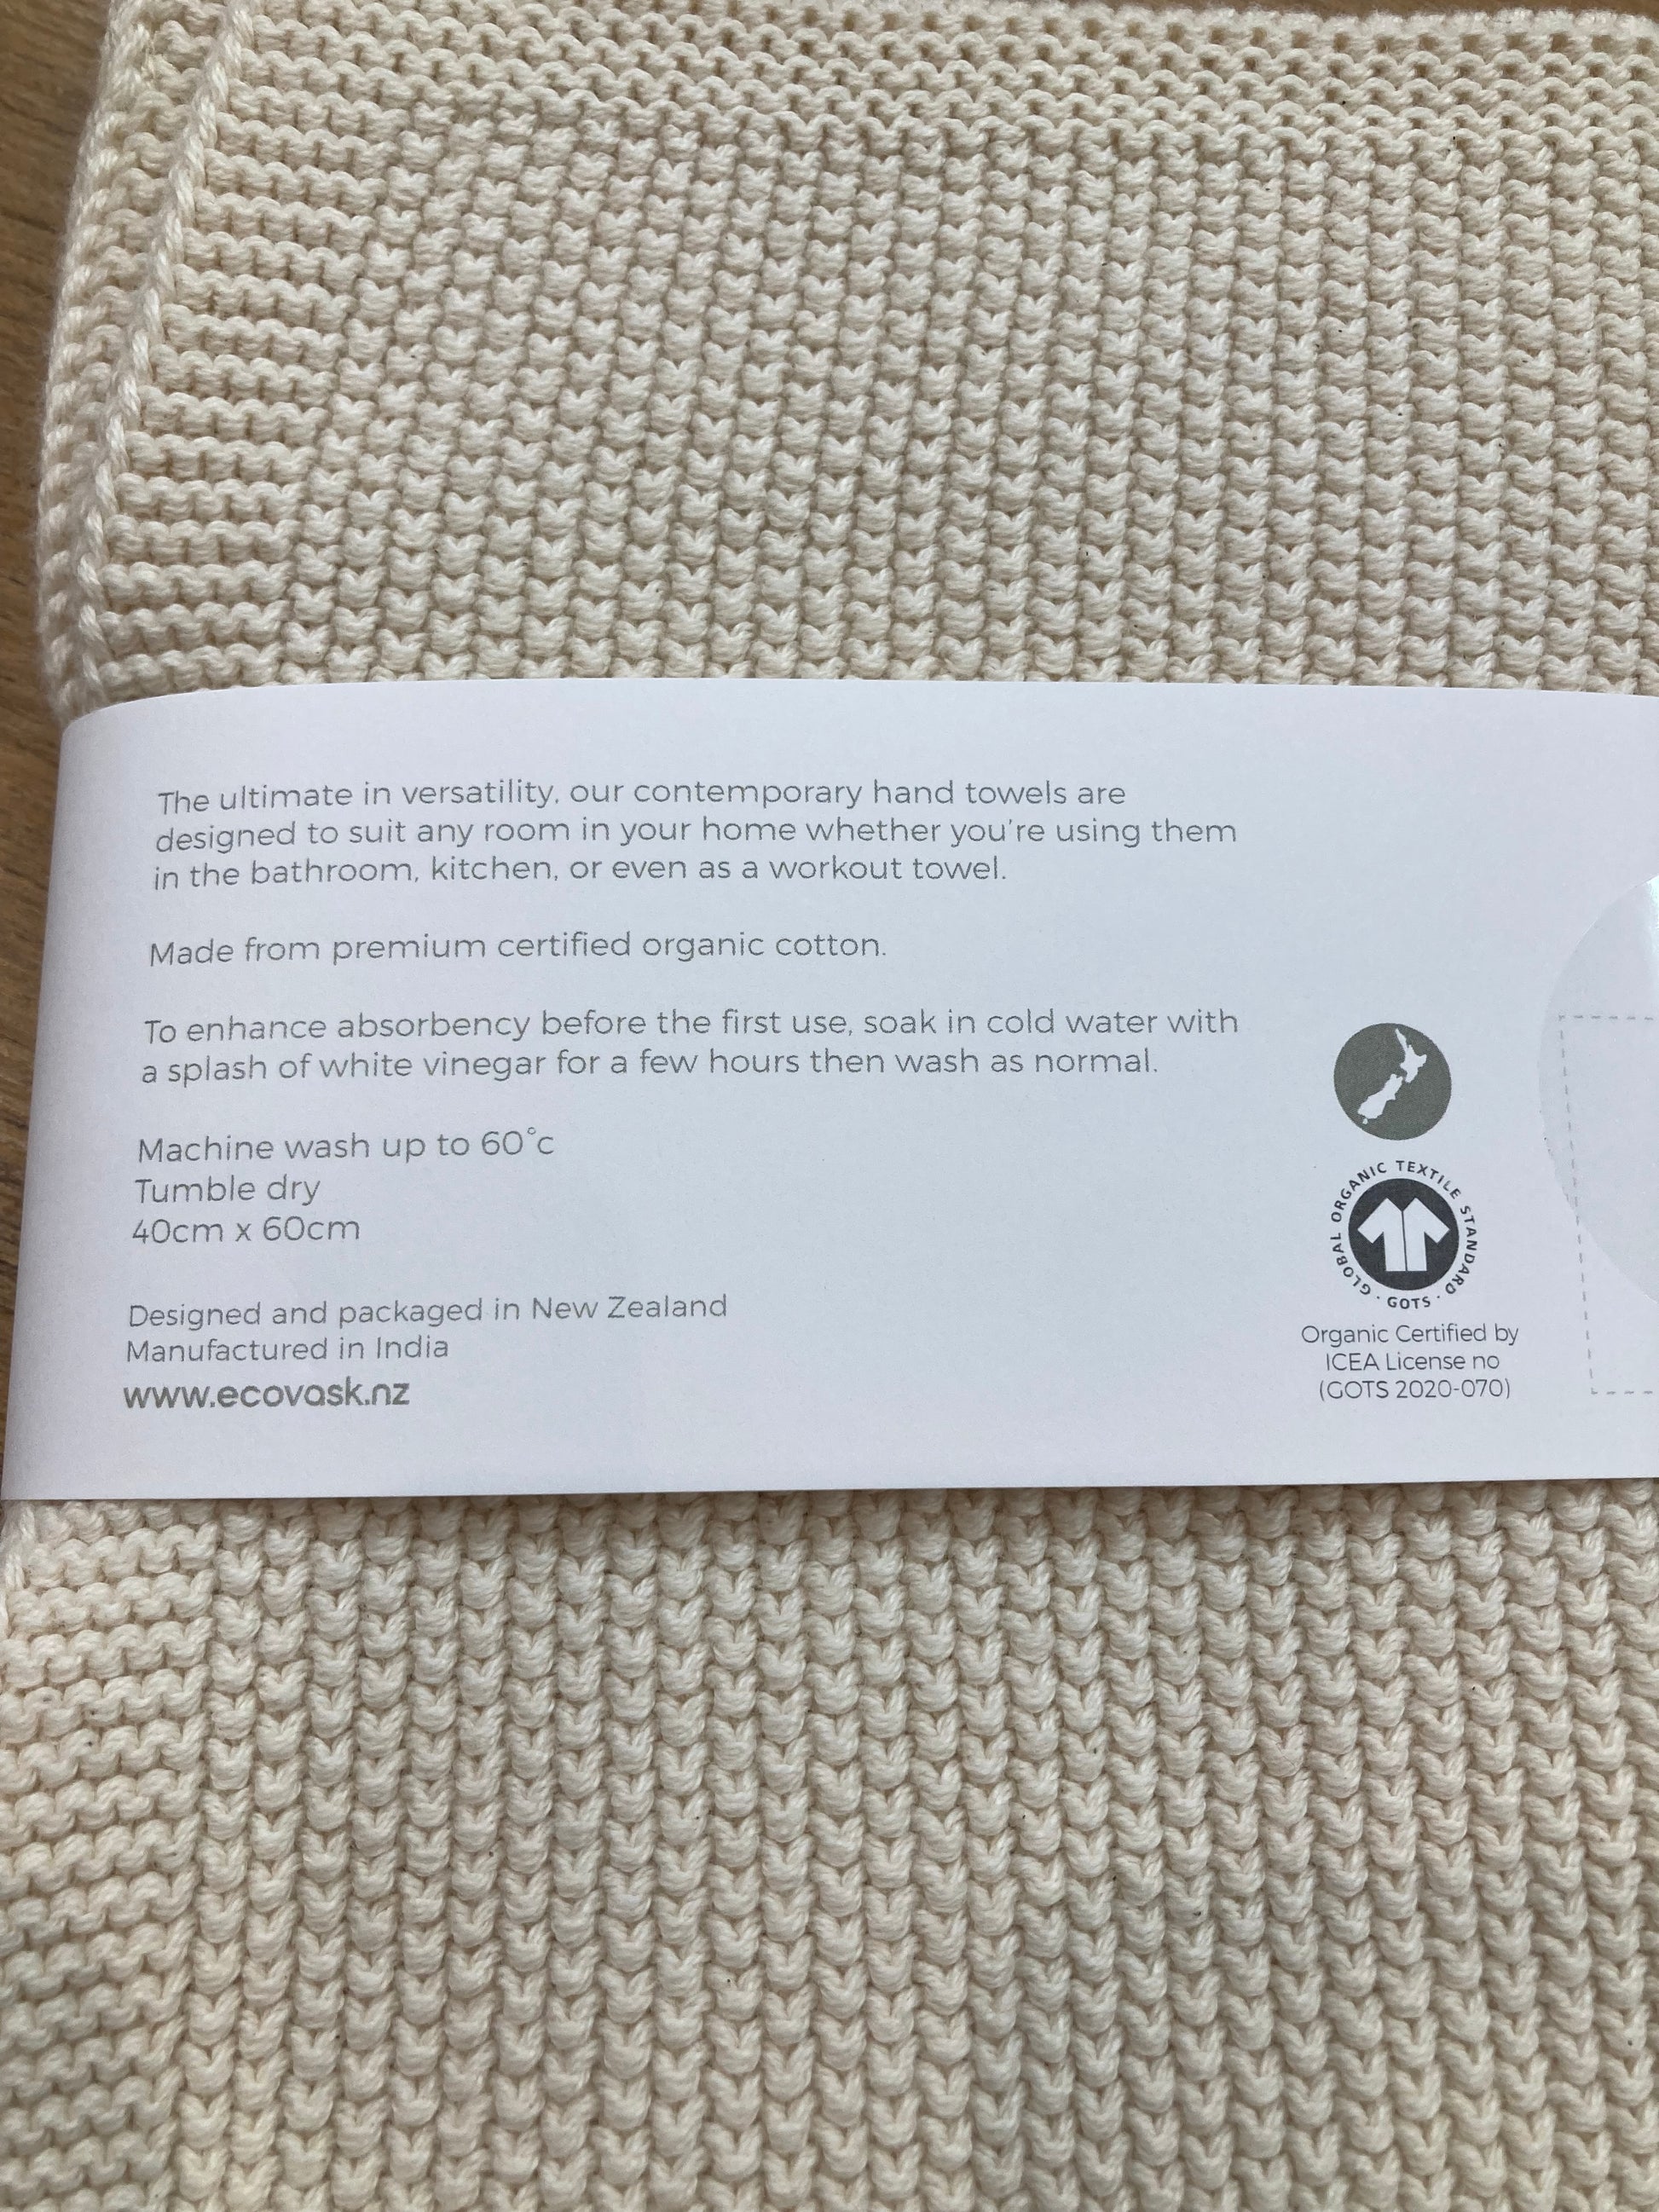 The ultimate in versatility, our contemporary hand towels are
designed to suit any room in your home whether you're using them
in the bathroom, kitchen, or even as a workout towel.
Made from premium certified organic cotton.
To enhance absorbency before the first use, soak in cold water with
a splash of white vinegar for a few hours then wash as normal.
Machine wash up to 60°c
Tumble dry
40cm x 60cm
Designed and packaged in New Zealand
Manufactured in India
www.ecovask.nz
GLOBAL ORGANIC TEXTILE STANDARD · GOTS ·
Organic Certified by
ICEA License no
(GOTS 2020-070)